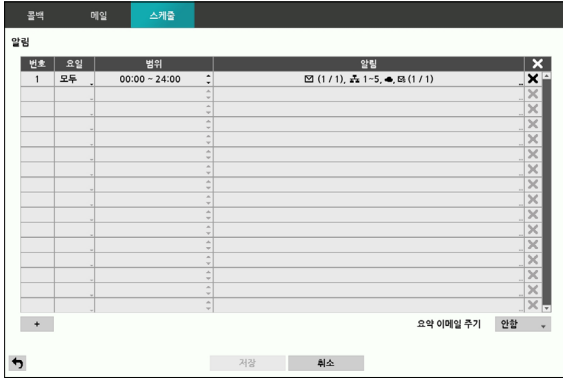 콜백 메일 스케줄
알림
번호 요일 범위 알림
1 모두 00:00 ~ 24:00 (1 / 1), 1~5, , (1 / 1)
+ 요약 이메일 주기 안함
저장 취소